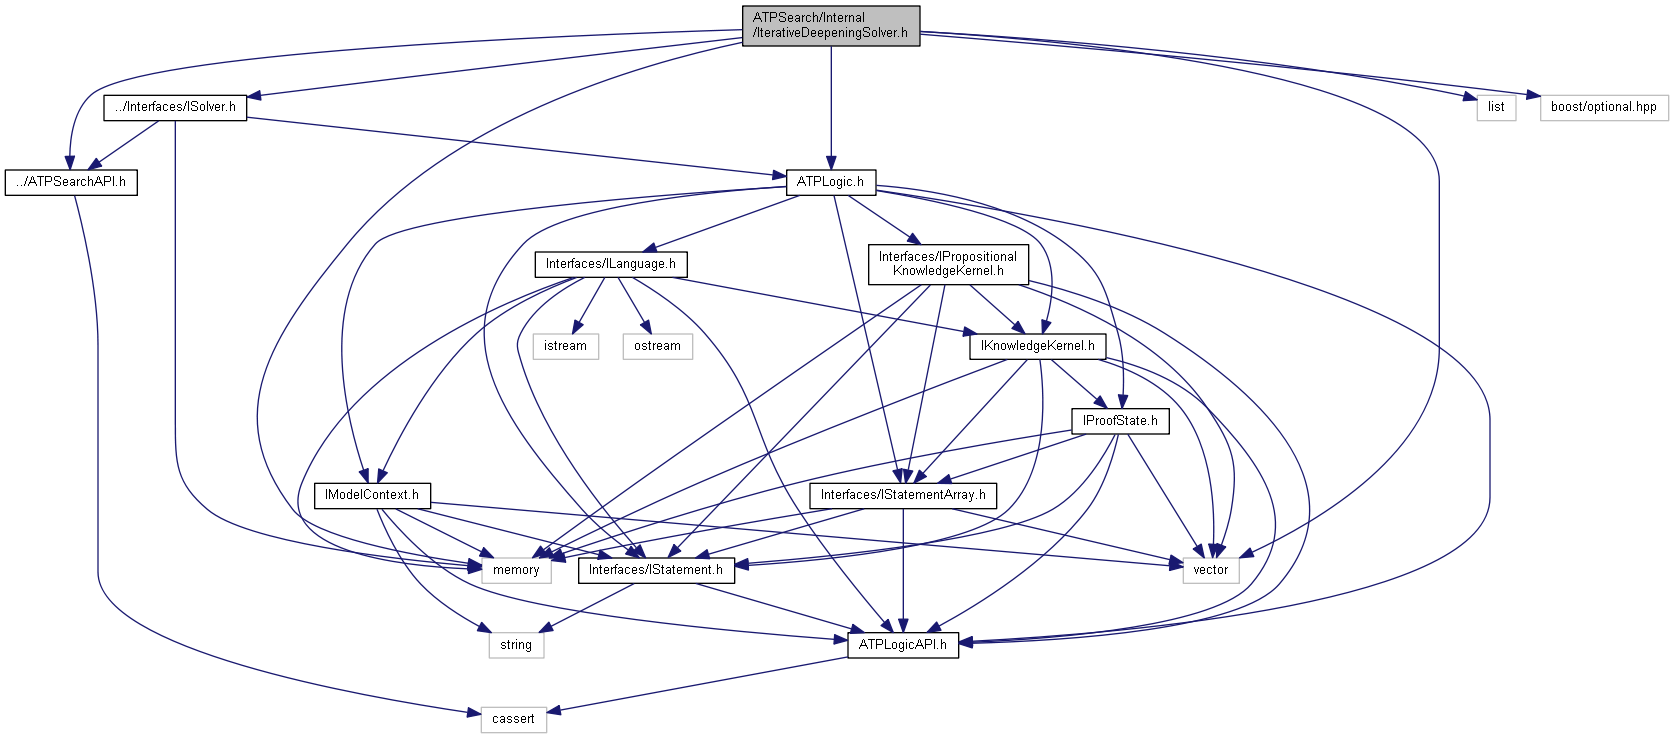 ATPSearch/Internal
/IterativeDeepeningSolver.h
../Interfaces/ISolver.h
list
boost/optional.hpp
../ATPSearchAPI.h
ATPLogic.h
Interfaces/ILanguage.h
Interfaces/IPropositional
KnowledgeKernel.h
istream
ostream
IKnowledgeKernel.h
IProofState.h
IModelContext.h
Interfaces/IStatementArray.h
memory
Interfaces/IStatement.h
vector
string
ATPLogicAPI.h
cassert